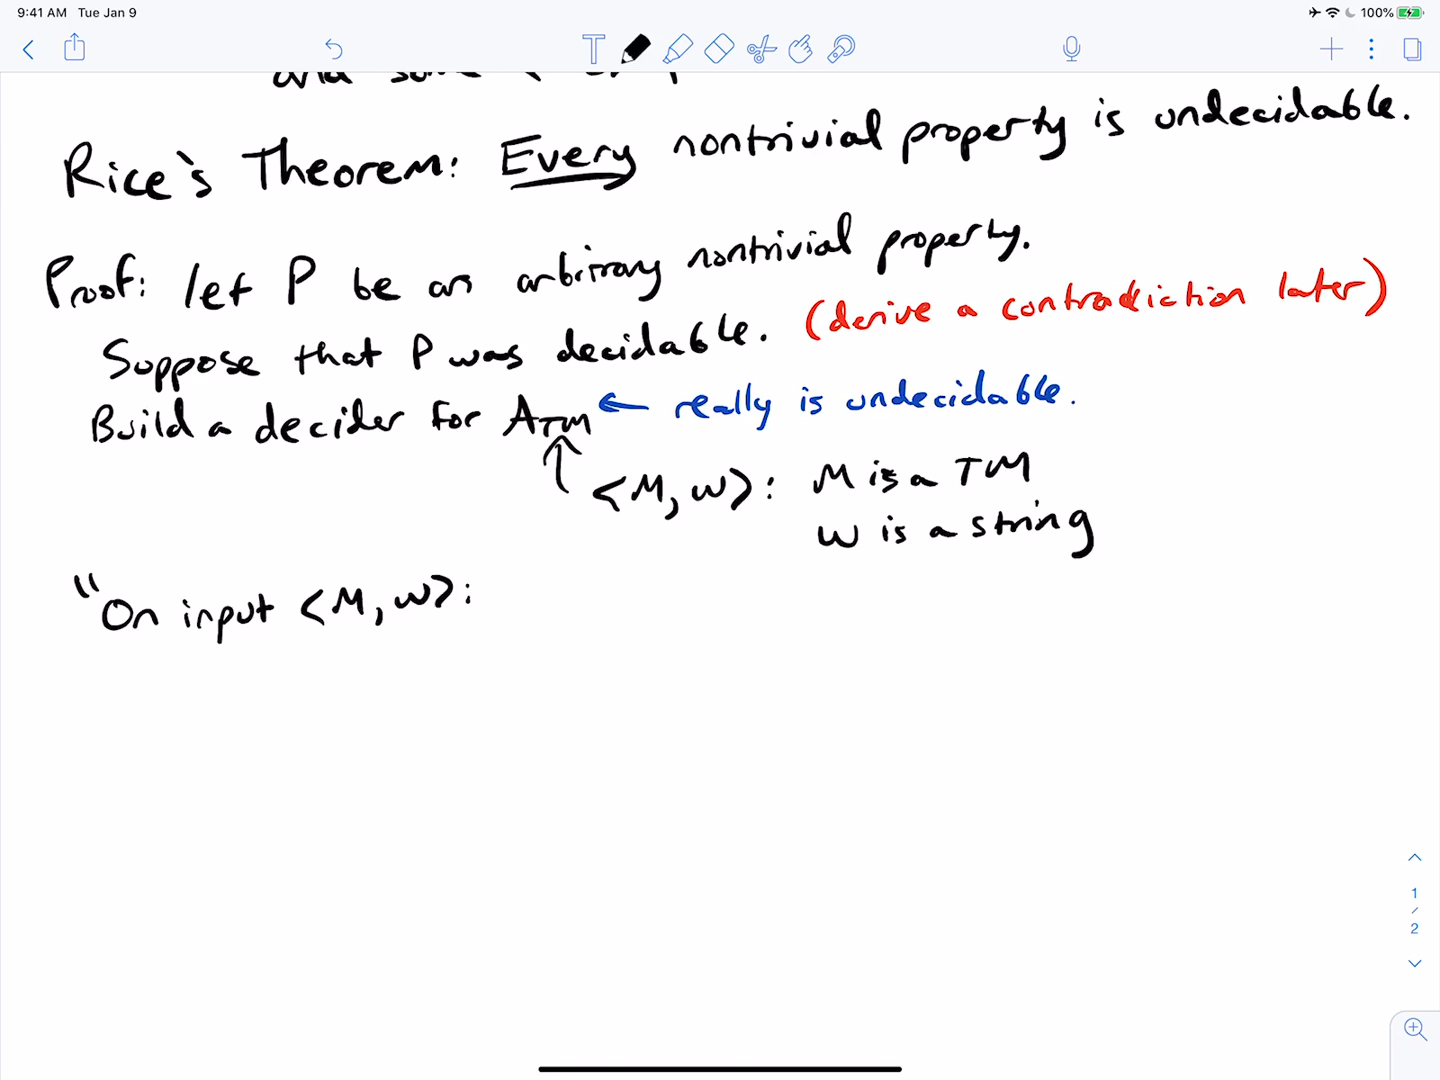 9:41 AM Tue Jan 9
100%
T
and some
Rice's Theorem: Every nontrivial property is undecidable.
Proof: let P be an arbitrary nontrivial property.
Suppose that P was decidable. (derive a contradiction later)
Build a decider for ATM ← really is undecidable.
<M, w>: M is a TM
w is a string
"On input <M, w>:
1
/
2